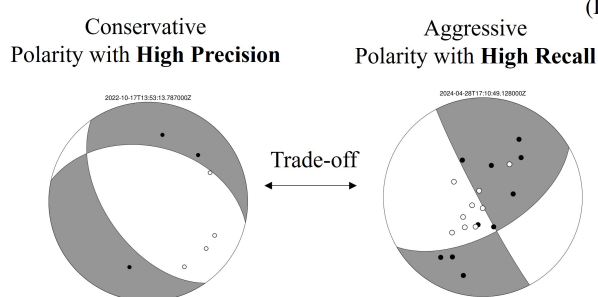 (I
Conservative
Polarity with High Precision
Aggressive
Polarity with High Recall
2022-10-17T13:53:13.787000Z
2024-04-28T17:10:49.128000Z
Trade-off